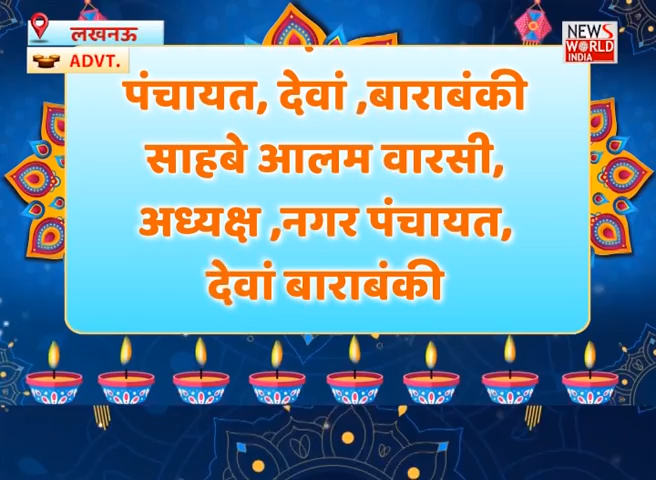 लखनऊ
ADVT.
NEWS
WORLD
INDIA
पंचायत, देवां ,बाराबंकी
साहबे आलम वारसी,
अध्यक्ष ,नगर पंचायत,
देवां बाराबंकी